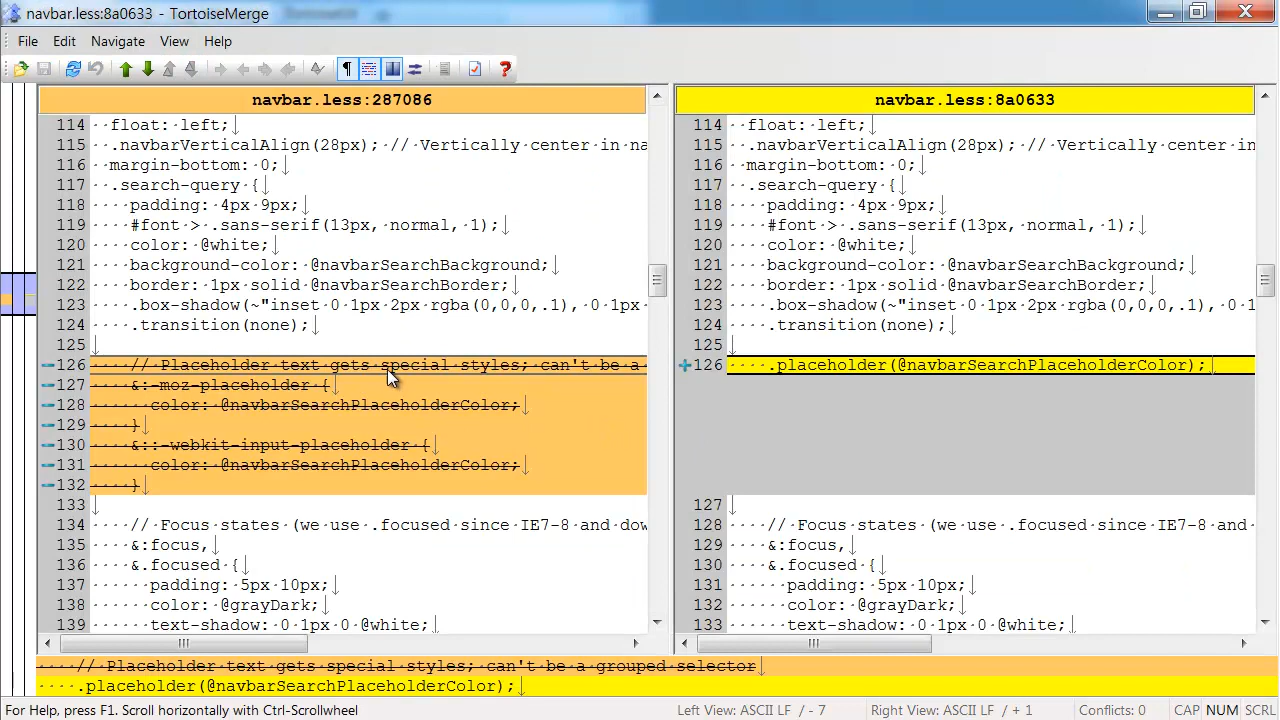 navbar.less:8a0633 - TortoiseMerge
File Edit Navigate View Help
navbar.less:287086
114 ··float:·left;
115 ··.navbarVerticalAlign(28px);·//·Vertically·center·in·na
116 ··margin-bottom:·0;
117 ··.search-query·{
118 ····padding:·4px·9px;
119 ····#font·>·.sans-serif(13px,·normal,·1);
120 ····color:·@white;
121 ····background-color:·@navbarSearchBackground;
122 ····border:·1px·solid·@navbarSearchBorder;
123 ····.box-shadow(~"inset·0·1px·2px·rgba(0,0,0,.1),·0·1px
124 ····.transition(none);
125
126 ····//·Placeholder·text·gets·special·styles;·can't·be·a
127 ····&:-moz-placeholder·{
128 ······color:·@navbarSearchPlaceholderColor;
129 ····}
130 ····&::-webkit-input-placeholder·{
131 ······color:·@navbarSearchPlaceholderColor;
132 ····}
133
134 ····//·Focus·states·(we·use·.focused·since·IE7-8·and·dow
135 ····&:focus,
136 ····&.focused·{
137 ······padding:·5px·10px;
138 ······color:·@grayDark;
139 ······text-shadow:·0·1px·0·@white;
navbar.less:8a0633
114 ··float:·left;
115 ··.navbarVerticalAlign(28px);·//·Vertically·center·in
116 ··margin-bottom:·0;
117 ··.search-query·{
118 ····padding:·4px·9px;
119 ····#font·>·.sans-serif(13px,·normal,·1);
120 ····color:·@white;
121 ····background-color:·@navbarSearchBackground;
122 ····border:·1px·solid·@navbarSearchBorder;
123 ····.box-shadow(~"inset·0·1px·2px·rgba(0,0,0,.1),·0·1p
124 ····.transition(none);
125
126 ····.placeholder(@navbarSearchPlaceholderColor);
127
128 ····//·Focus·states·(we·use·.focused·since·IE7-8·and·d
129 ····&:focus,
130 ····&.focused·{
131 ······padding:·5px·10px;
132 ······color:·@grayDark;
133 ······text-shadow:·0·1px·0·@white;
····//·Placeholder·text·gets·special·styles;·can't·be·a·grouped·selector
····.placeholder(@navbarSearchPlaceholderColor);
For Help, press F1. Scroll horizontally with Ctrl-Scrollwheel Left View: ASCII LF / - 7 Right View: ASCII LF / + 1 Conflicts: 0 CAP NUM SCRL